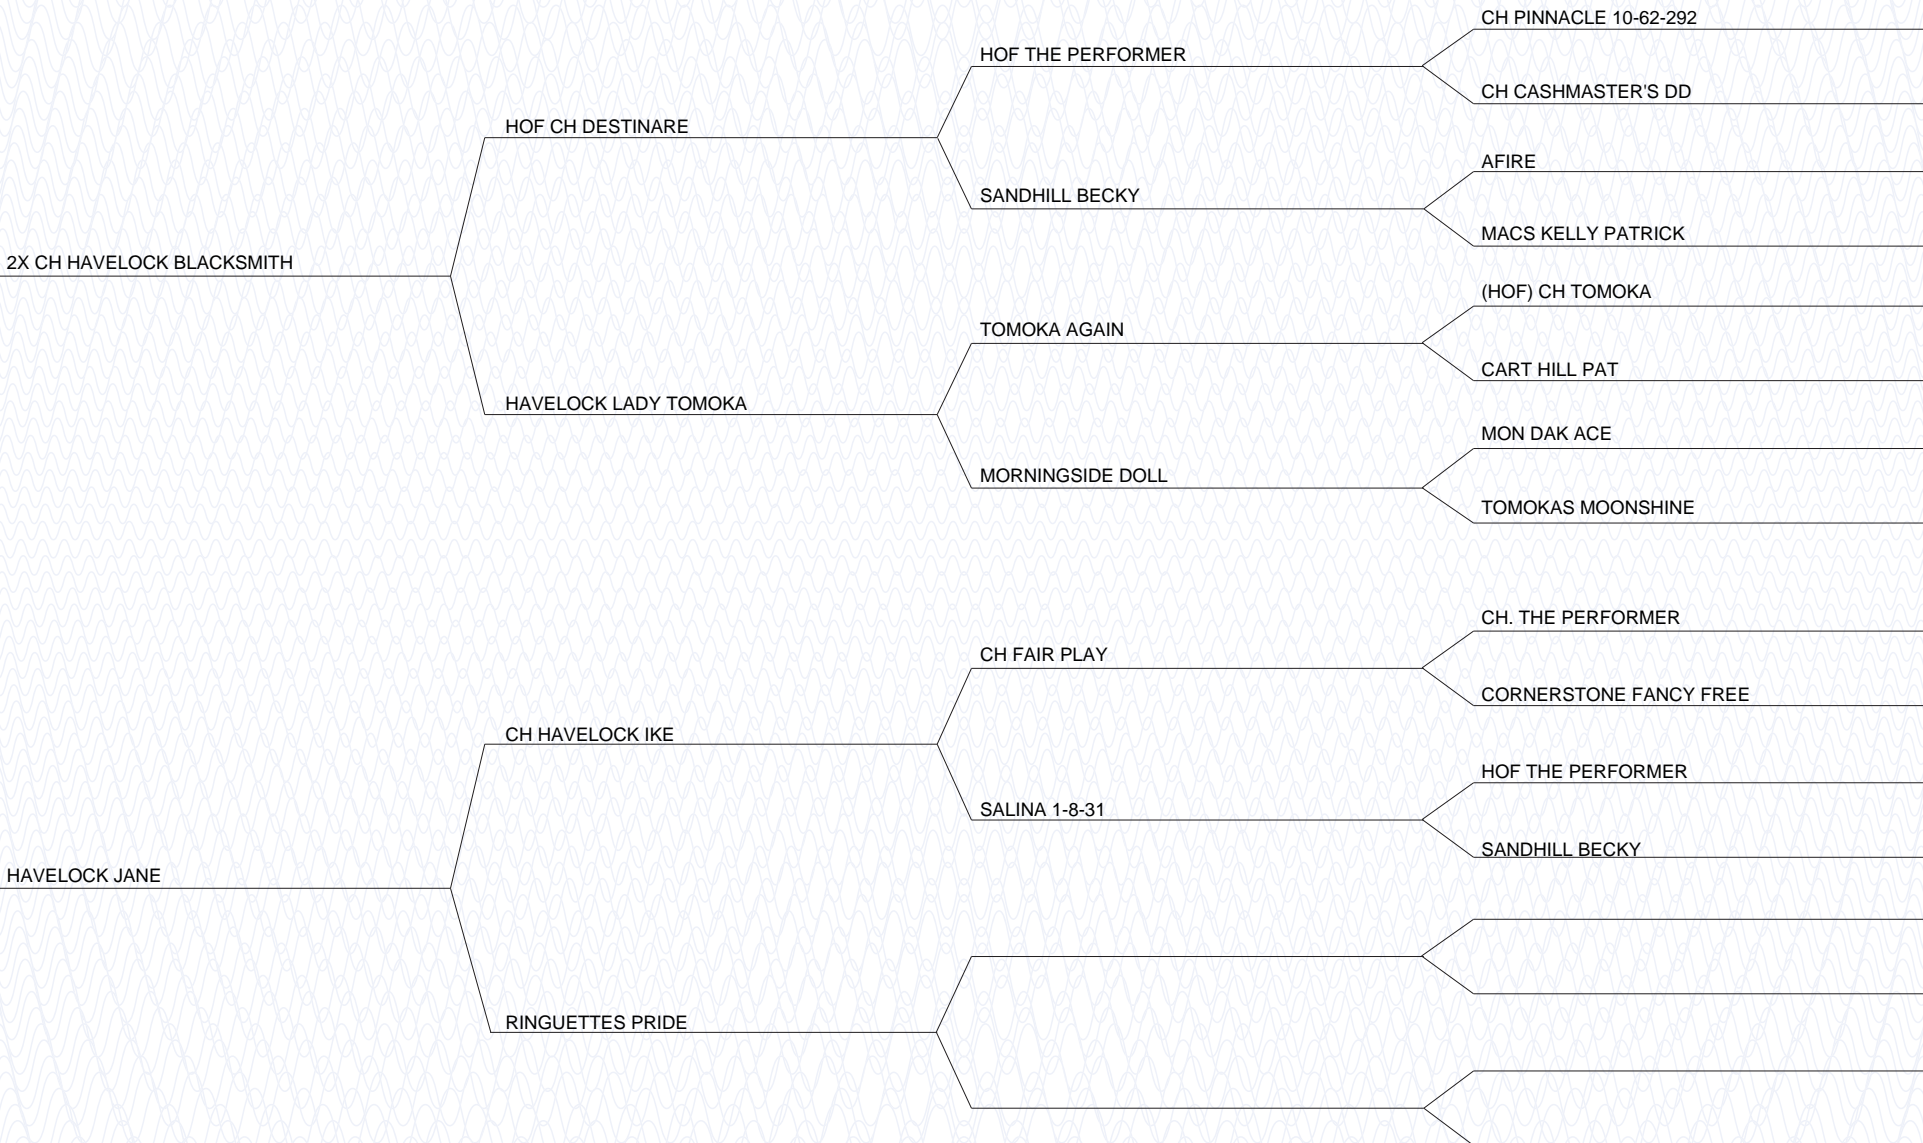 CH PINNACLE 10-62-292
HOF THE PERFORMER
CH CASHMASTER'S DD
HOF CH DESTINARE
AFIRE
SANDHILL BECKY
MACS KELLY PATRICK
2X CH HAVELOCK BLACKSMITH
(HOF) CH TOMOKA
TOMOKA AGAIN
CART HILL PAT
HAVELOCK LADY TOMOKA
MON DAK ACE
MORNINGSIDE DOLL
TOMOKAS MOONSHINE
CH. THE PERFORMER
CH FAIR PLAY
CORNERSTONE FANCY FREE
CH HAVELOCK IKE
HOF THE PERFORMER
SALINA 1-8-31
SANDHILL BECKY
HAVELOCK JANE
RINGUETTES PRIDE